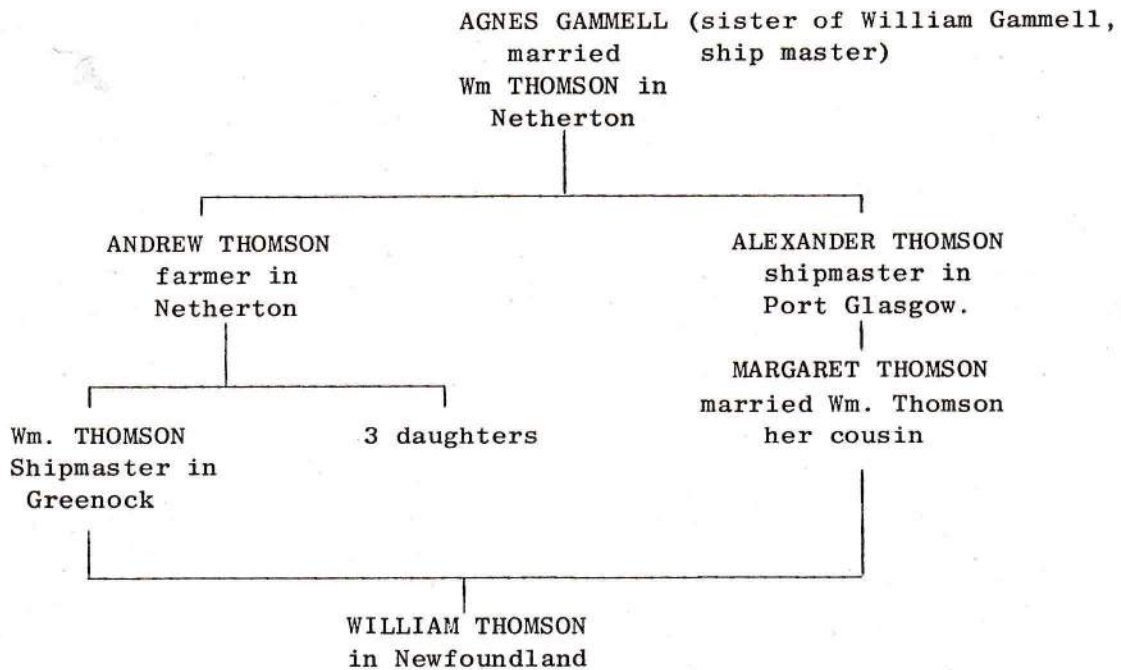 AGNES GAMMELL (sister of William Gammell,
married ship master)
Wm THOMSON in
Netherton
ANDREW THOMSON
farmer in
Netherton
ALEXANDER THOMSON
shipmaster in
Port Glasgow.
MARGARET THOMSON
married Wm. Thomson
her cousin
Wm. THOMSON
Shipmaster in
Greenock
3 daughters
WILLIAM THOMSON
in Newfoundland